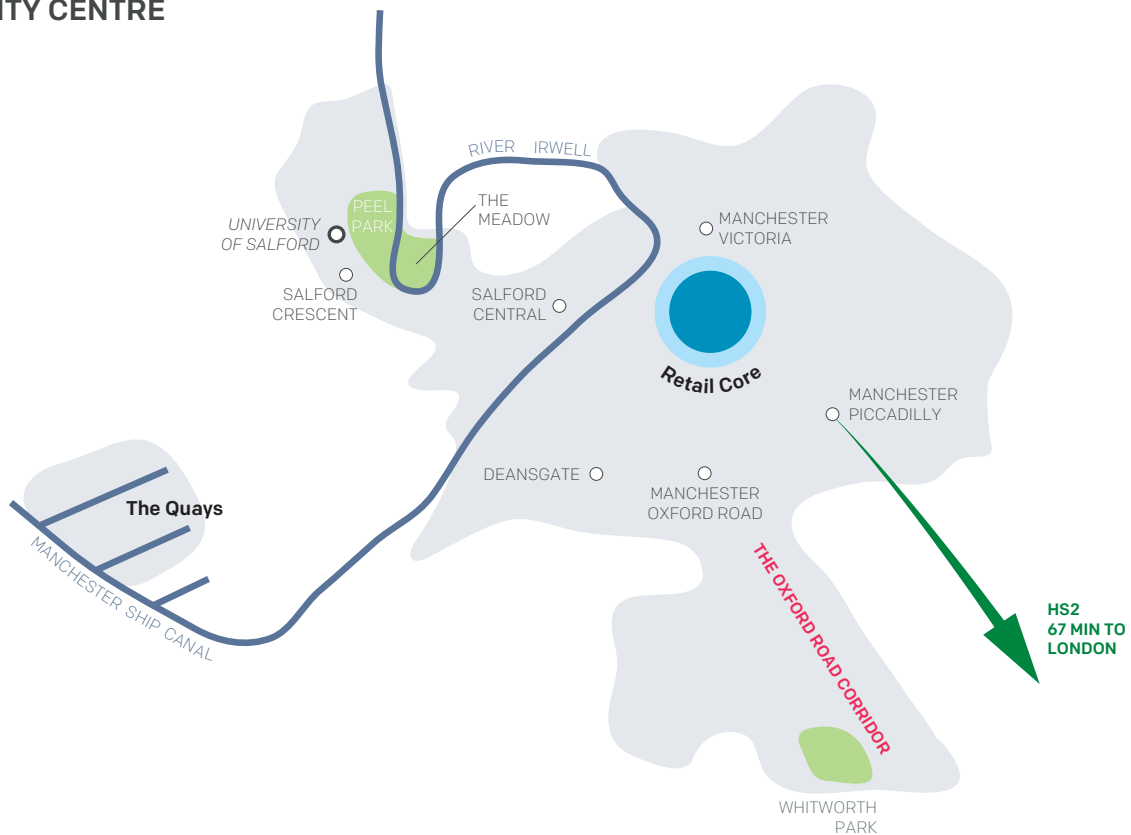 ITY CENTRE
RIVER IRWELL
THE
MEADOW
PEEL
PARK
UNIVERSITY
OF SALFORD
MANCHESTER
VICTORIA
SALFORD
CRESCENT
SALFORD
CENTRAL
Retail Core
MANCHESTER
PICCADILLY
DEANSGATE
MANCHESTER
OXFORD ROAD
The Quays
MANCHESTER SHIP CANAL
THE OXFORD ROAD CORRIDOR
HS2
67 MIN TO
LONDON
WHITWORTH
PARK